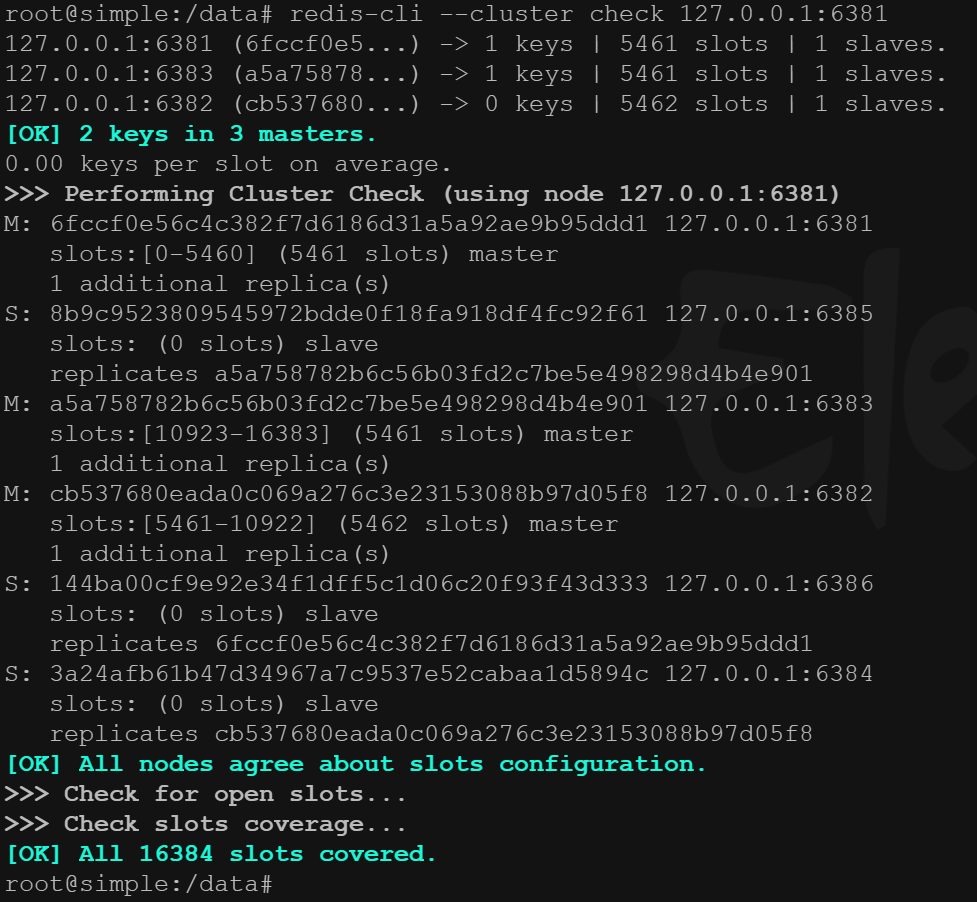 root@simple:/data# redis-cli --cluster check 127.0.0.1:6381
127.0.0.1:6381 (6fccf0e5...) -> 1 keys | 5461 slots | 1 slaves.
127.0.0.1:6383 (a5a75878...) -> 1 keys | 5461 slots | 1 slaves.
127.0.0.1:6382 (cb537680...) -> 0 keys | 5462 slots | 1 slaves.
[OK] 2 keys in 3 masters.
0.00 keys per slot on average.
>>> Performing Cluster Check (using node 127.0.0.1:6381)
M: 6fccf0e56c4c382f7d6186d31a5a92ae9b95ddd1 127.0.0.1:6381
   slots:[0-5460] (5461 slots) master
   1 additional replica(s)
S: 8b9c9523809545972bdde0f18fa918df4fc92f61 127.0.0.1:6385
   slots: (0 slots) slave
   replicates a5a758782b6c56b03fd2c7be5e498298d4b4e901
M: a5a758782b6c56b03fd2c7be5e498298d4b4e901 127.0.0.1:6383
   slots:[10923-16383] (5461 slots) master
   1 additional replica(s)
M: cb537680eada0c069a276c3e23153088b97d05f8 127.0.0.1:6382
   slots:[5461-10922] (5462 slots) master
   1 additional replica(s)
S: 144ba00cf9e92e34f1dff5c1d06c20f93f43d333 127.0.0.1:6386
   slots: (0 slots) slave
   replicates 6fccf0e56c4c382f7d6186d31a5a92ae9b95ddd1
S: 3a24afb61b47d34967a7c9537e52cabaa1d5894c 127.0.0.1:6384
   slots: (0 slots) slave
   replicates cb537680eada0c069a276c3e23153088b97d05f8
[OK] All nodes agree about slots configuration.
>>> Check for open slots...
>>> Check slots coverage...
[OK] All 16384 slots covered.
root@simple:/data#